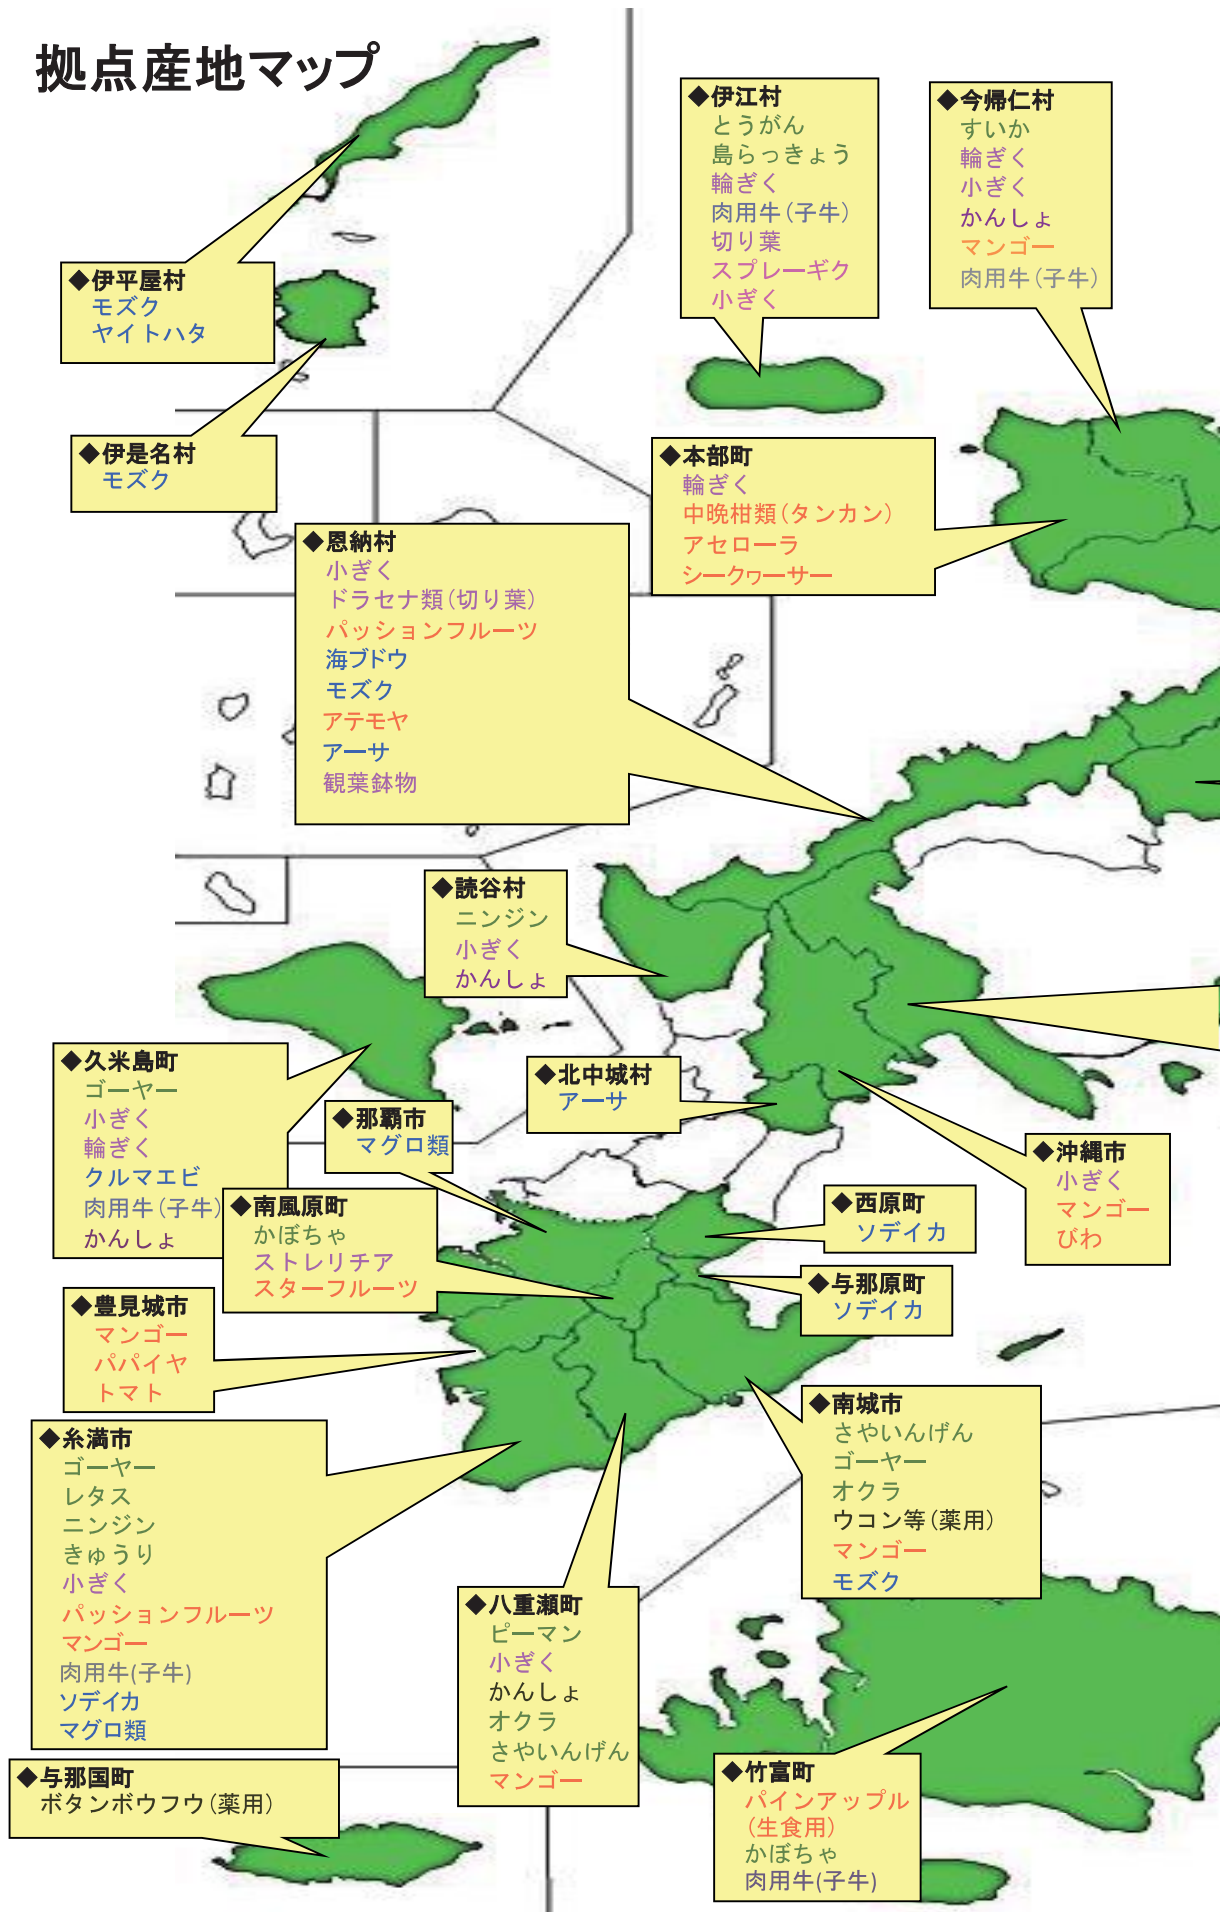 拠点産地マップ
◆伊江村
とうがん
島らっきょう
輪ぎく
肉用牛(子牛)
切り葉
スプレーギク
小ぎく
◆今帰仁村
すいか
輪ぎく
小ぎく
かんしょ
マンゴー
肉用牛(子牛)
◆伊平屋村
モズク
ヤイトハタ
◆伊是名村
モズク
◆本部町
輪ぎく
中晩柑類(タンカン)
アセローラ
シークヮーサー
◆恩納村
小ぎく
ドラセナ類(切り葉)
パッションフルーツ
海ブドウ
モズク
アテモヤ
アーサ
観葉鉢物
◆読谷村
ニンジン
小ぎく
かんしょ
◆久米島町
ゴーヤー
小ぎく
輪ぎく
クルマエビ
肉用牛(子牛)
かんしょ
◆北中城村
アーサ
◆那覇市
マグロ類
◆沖縄市
小ぎく
マンゴー
びわ
◆南風原町
かぼちゃ
ストレリチア
スターフルーツ
◆西原町
ソデイカ
◆与那原町
ソデイカ
◆豊見城市
マンゴー
パパイヤ
トマト
◆南城市
さやいんげん
ゴーヤー
オクラ
ウコン等(薬用)
マンゴー
モズク
◆糸満市
ゴーヤー
レタス
ニンジン
きゅうり
小ぎく
パッションフルーツ
マンゴー
肉用牛(子牛)
ソデイカ
マグロ類
◆八重瀬町
ピーマン
小ぎく
かんしょ
オクラ
さやいんげん
マンゴー
◆与那国町
ボタンボウフウ(薬用)
◆竹富町
パインアップル
(生食用)
かぼちゃ
肉用牛(子牛)